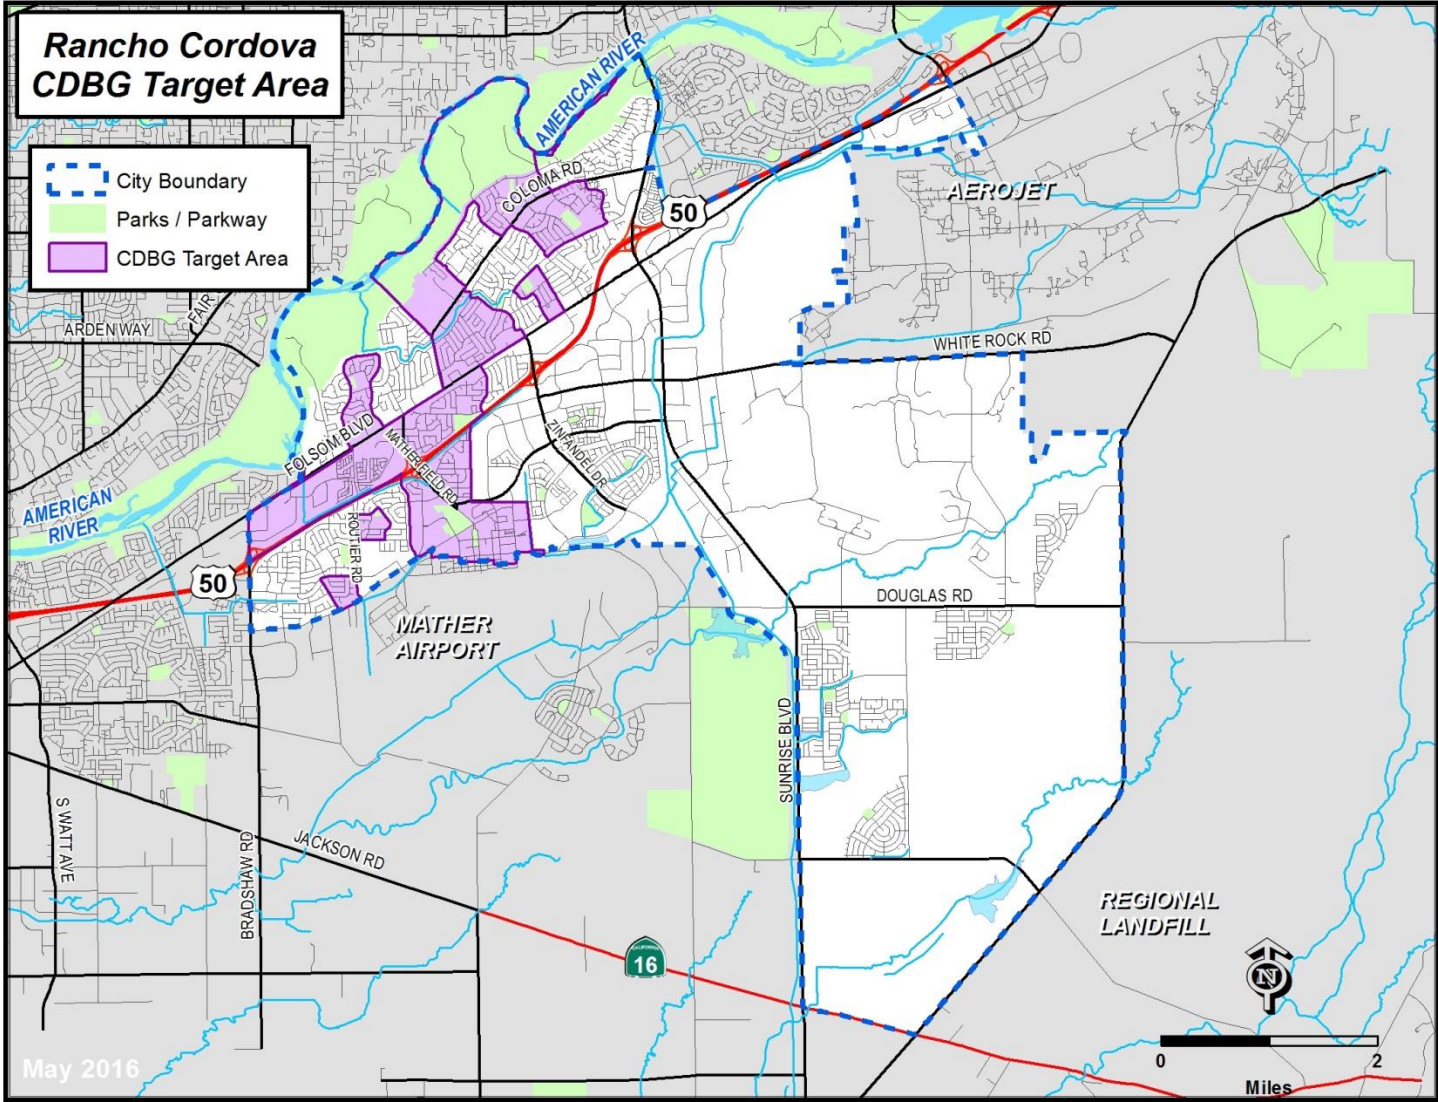 Rancho Cordova
CDBG Target Area
City Boundary
Parks / Parkway
CDBG Target Area
AMERICAN RIVER
COLOMA RD
50
AEROJET
ARDEN WAY
FAIR
WHITE ROCK RD
FOLSOM BLVD
MATHER FIELD RD
ZINFANDEL DR
AMERICAN
RIVER
ROUTIER RD
50
DOUGLAS RD
MATHER
AIRPORT
SUNRISE BLVD
S WATT AVE
BRADSHAW RD
JACKSON RD
REGIONAL
LANDFILL
CALIFORNIA
16
N
May 2016
0
2
Miles